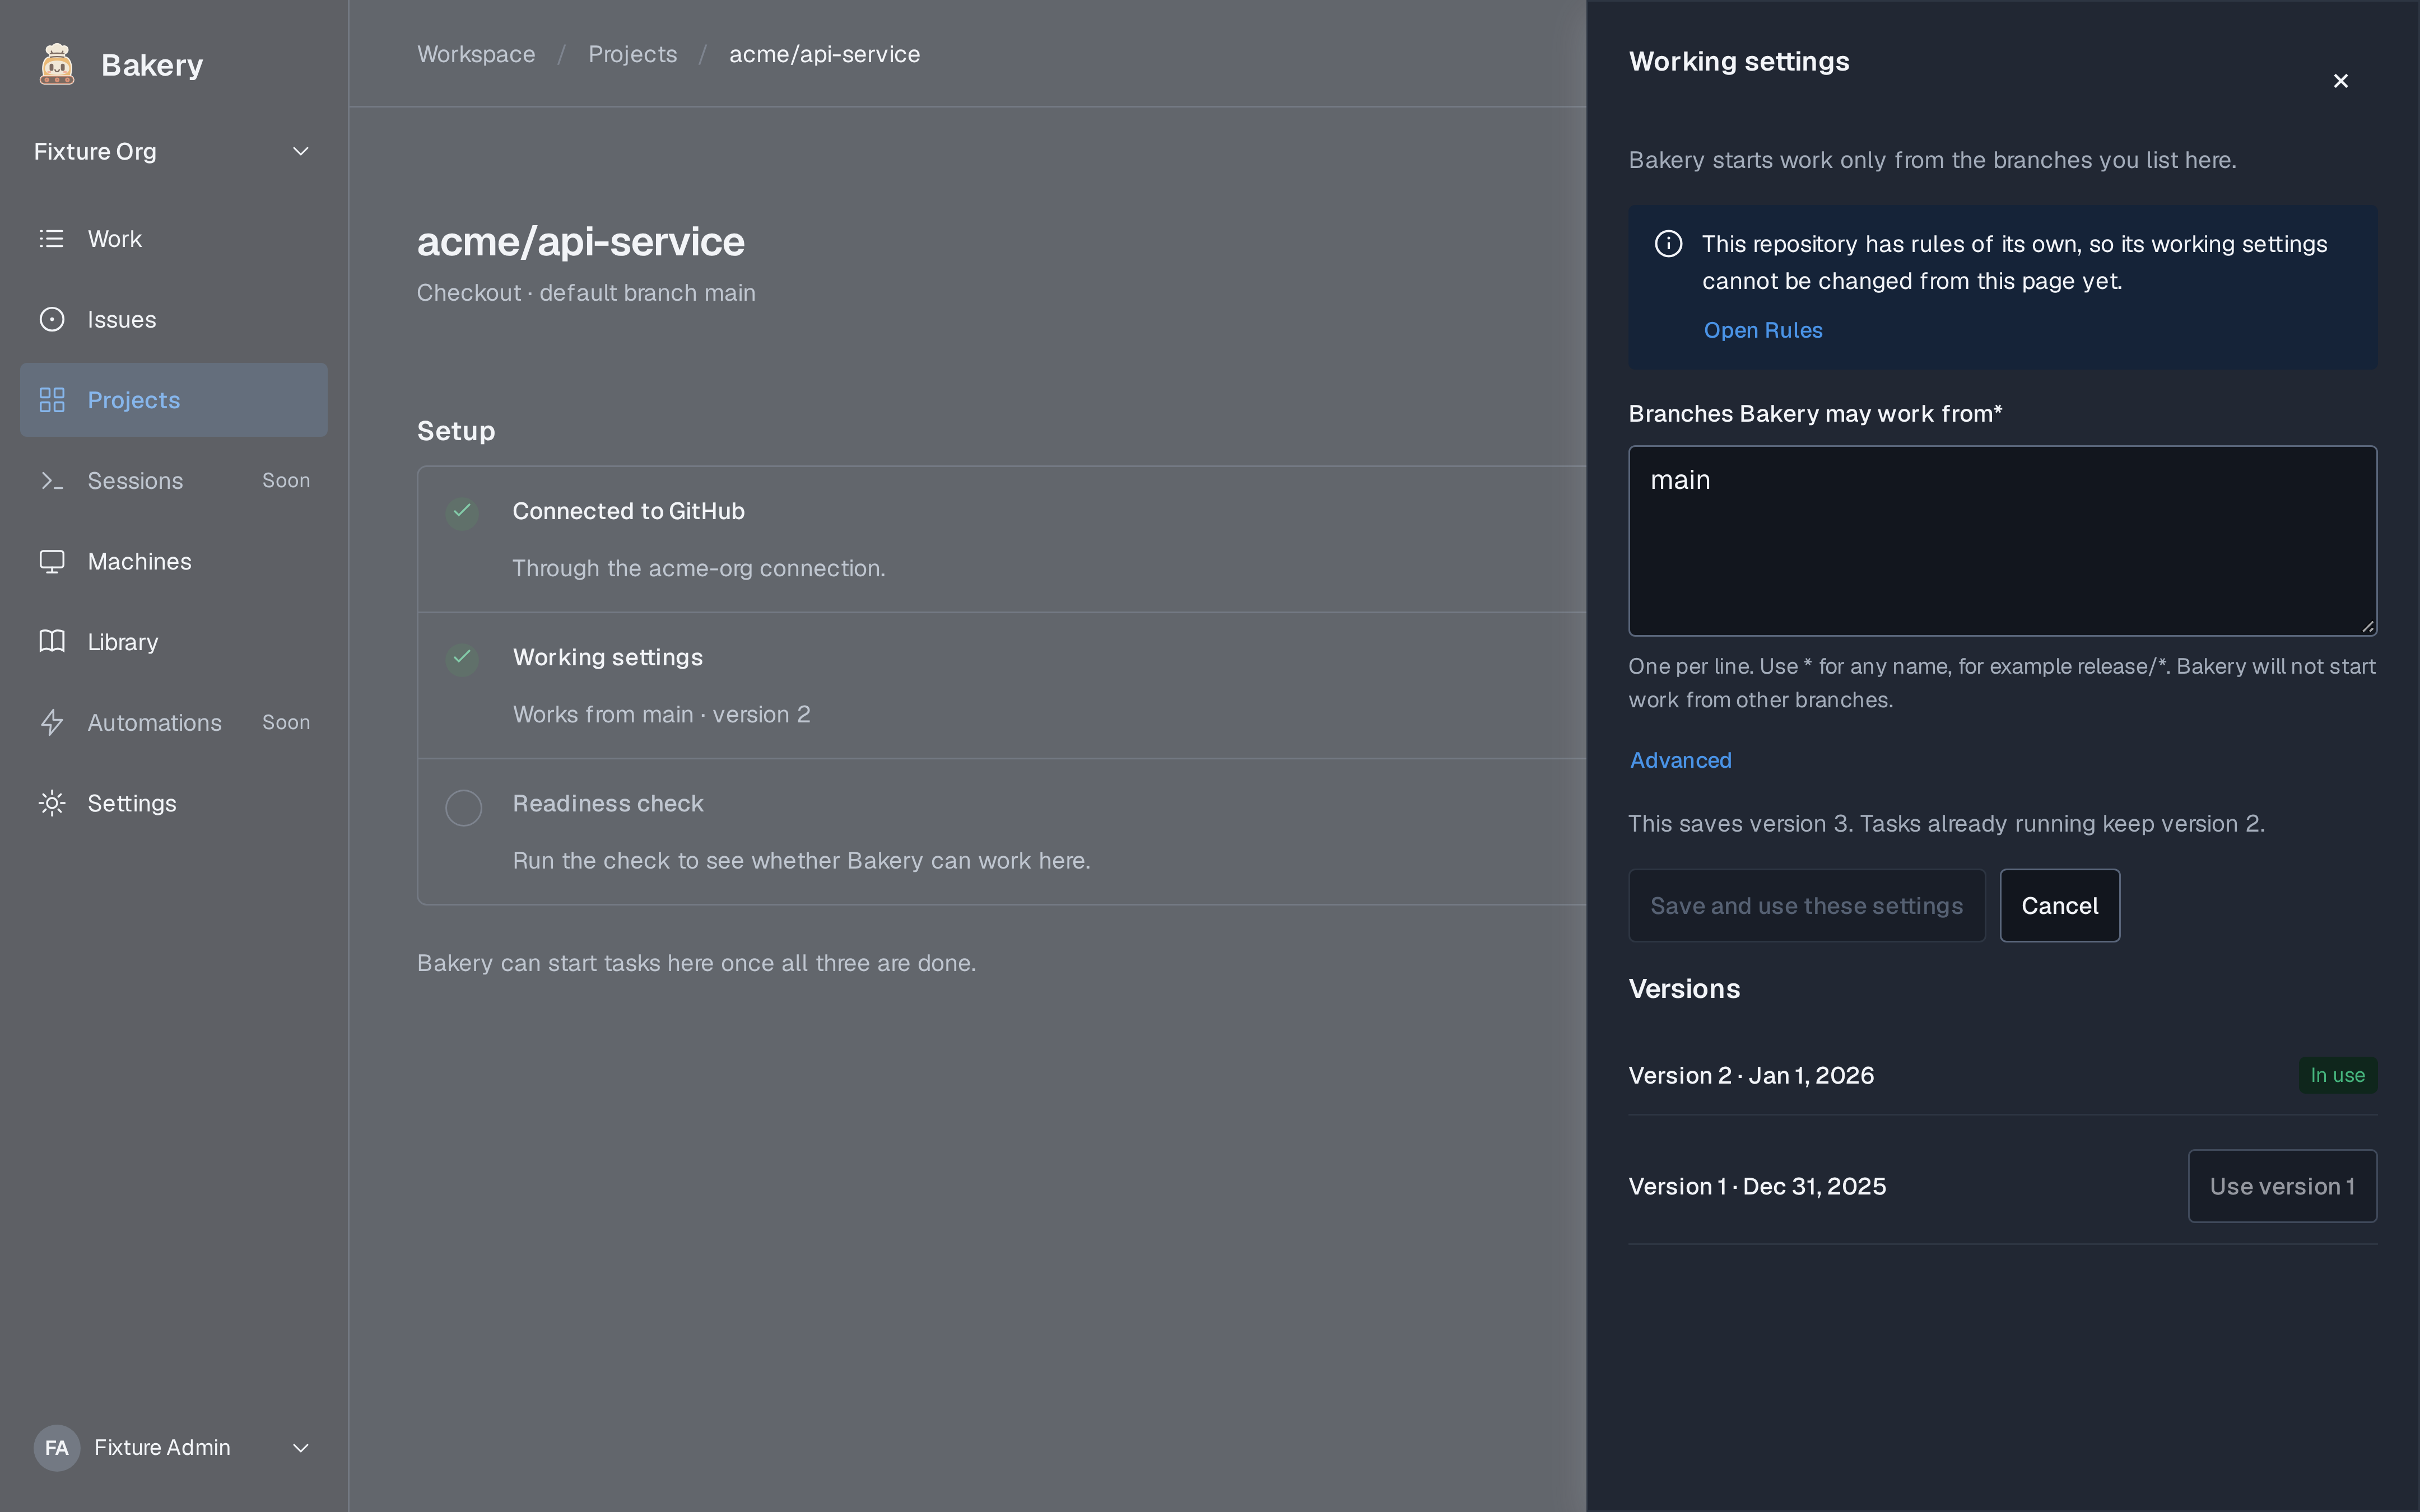 Bakery
Fixture Org
Work
Issues
Projects
Sessions Soon
Machines
Library
Automations Soon
Settings
FA Fixture Admin
Workspace / Projects / acme/api-service
acme/api-service
Checkout · default branch main
Setup
Connected to GitHub
Through the acme-org connection.
Working settings
Works from main · version 2
Readiness check
Run the check to see whether Bakery can work here.
Bakery can start tasks here once all three are done.
Working settings
Bakery starts work only from the branches you list here.
This repository has rules of its own, so its working settings
cannot be changed from this page yet.
Open Rules
Branches Bakery may work from*
main
One per line. Use * for any name, for example release/*. Bakery will not start
work from other branches.
Advanced
This saves version 3. Tasks already running keep version 2.
Save and use these settings Cancel
Versions
Version 2 · Jan 1, 2026 In use
Version 1 · Dec 31, 2025 Use version 1